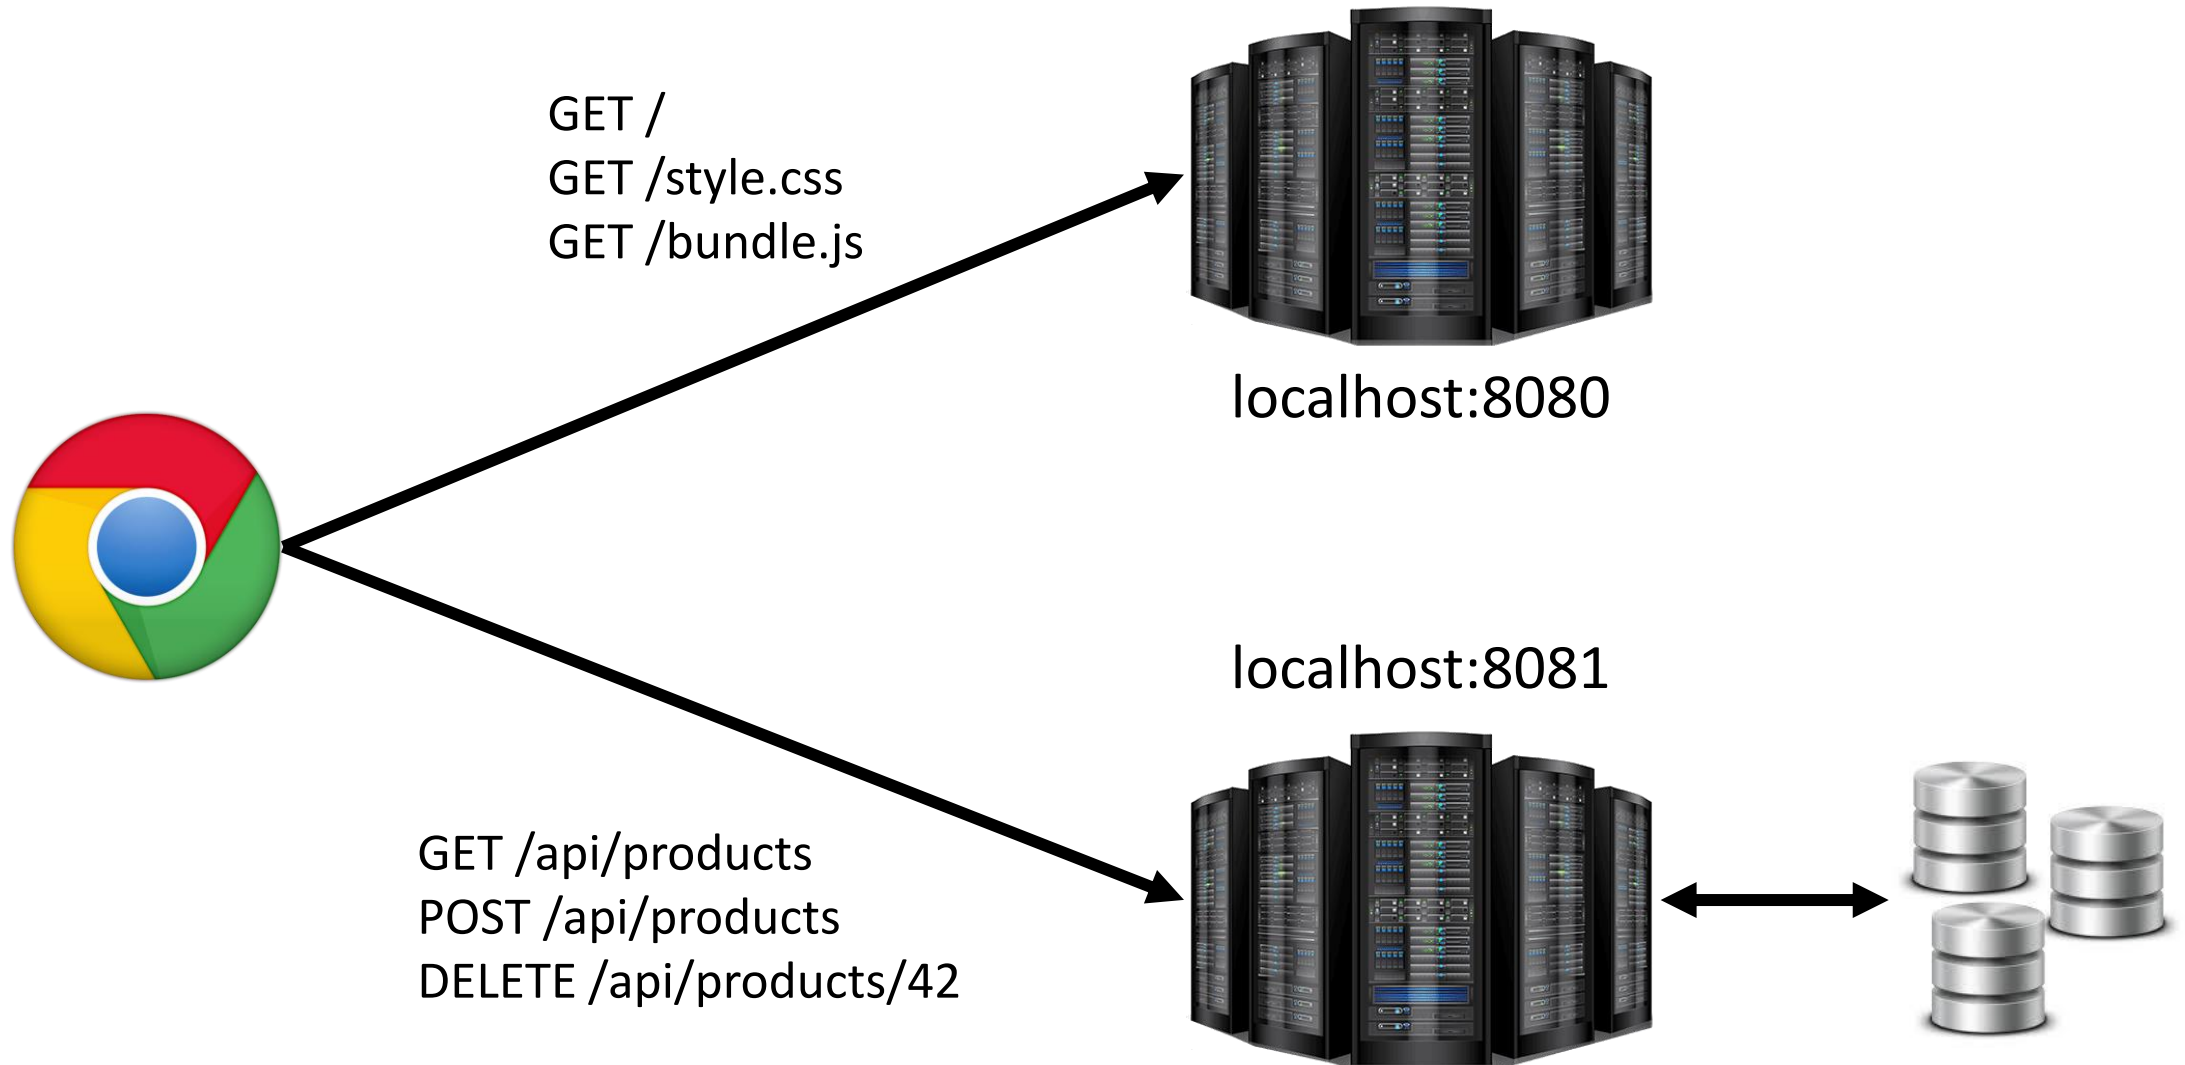 GET /
GET /style.css
GET /bundle.js
localhost:8080
localhost:8081
GET /api/products
POST /api/products
DELETE /api/products/42